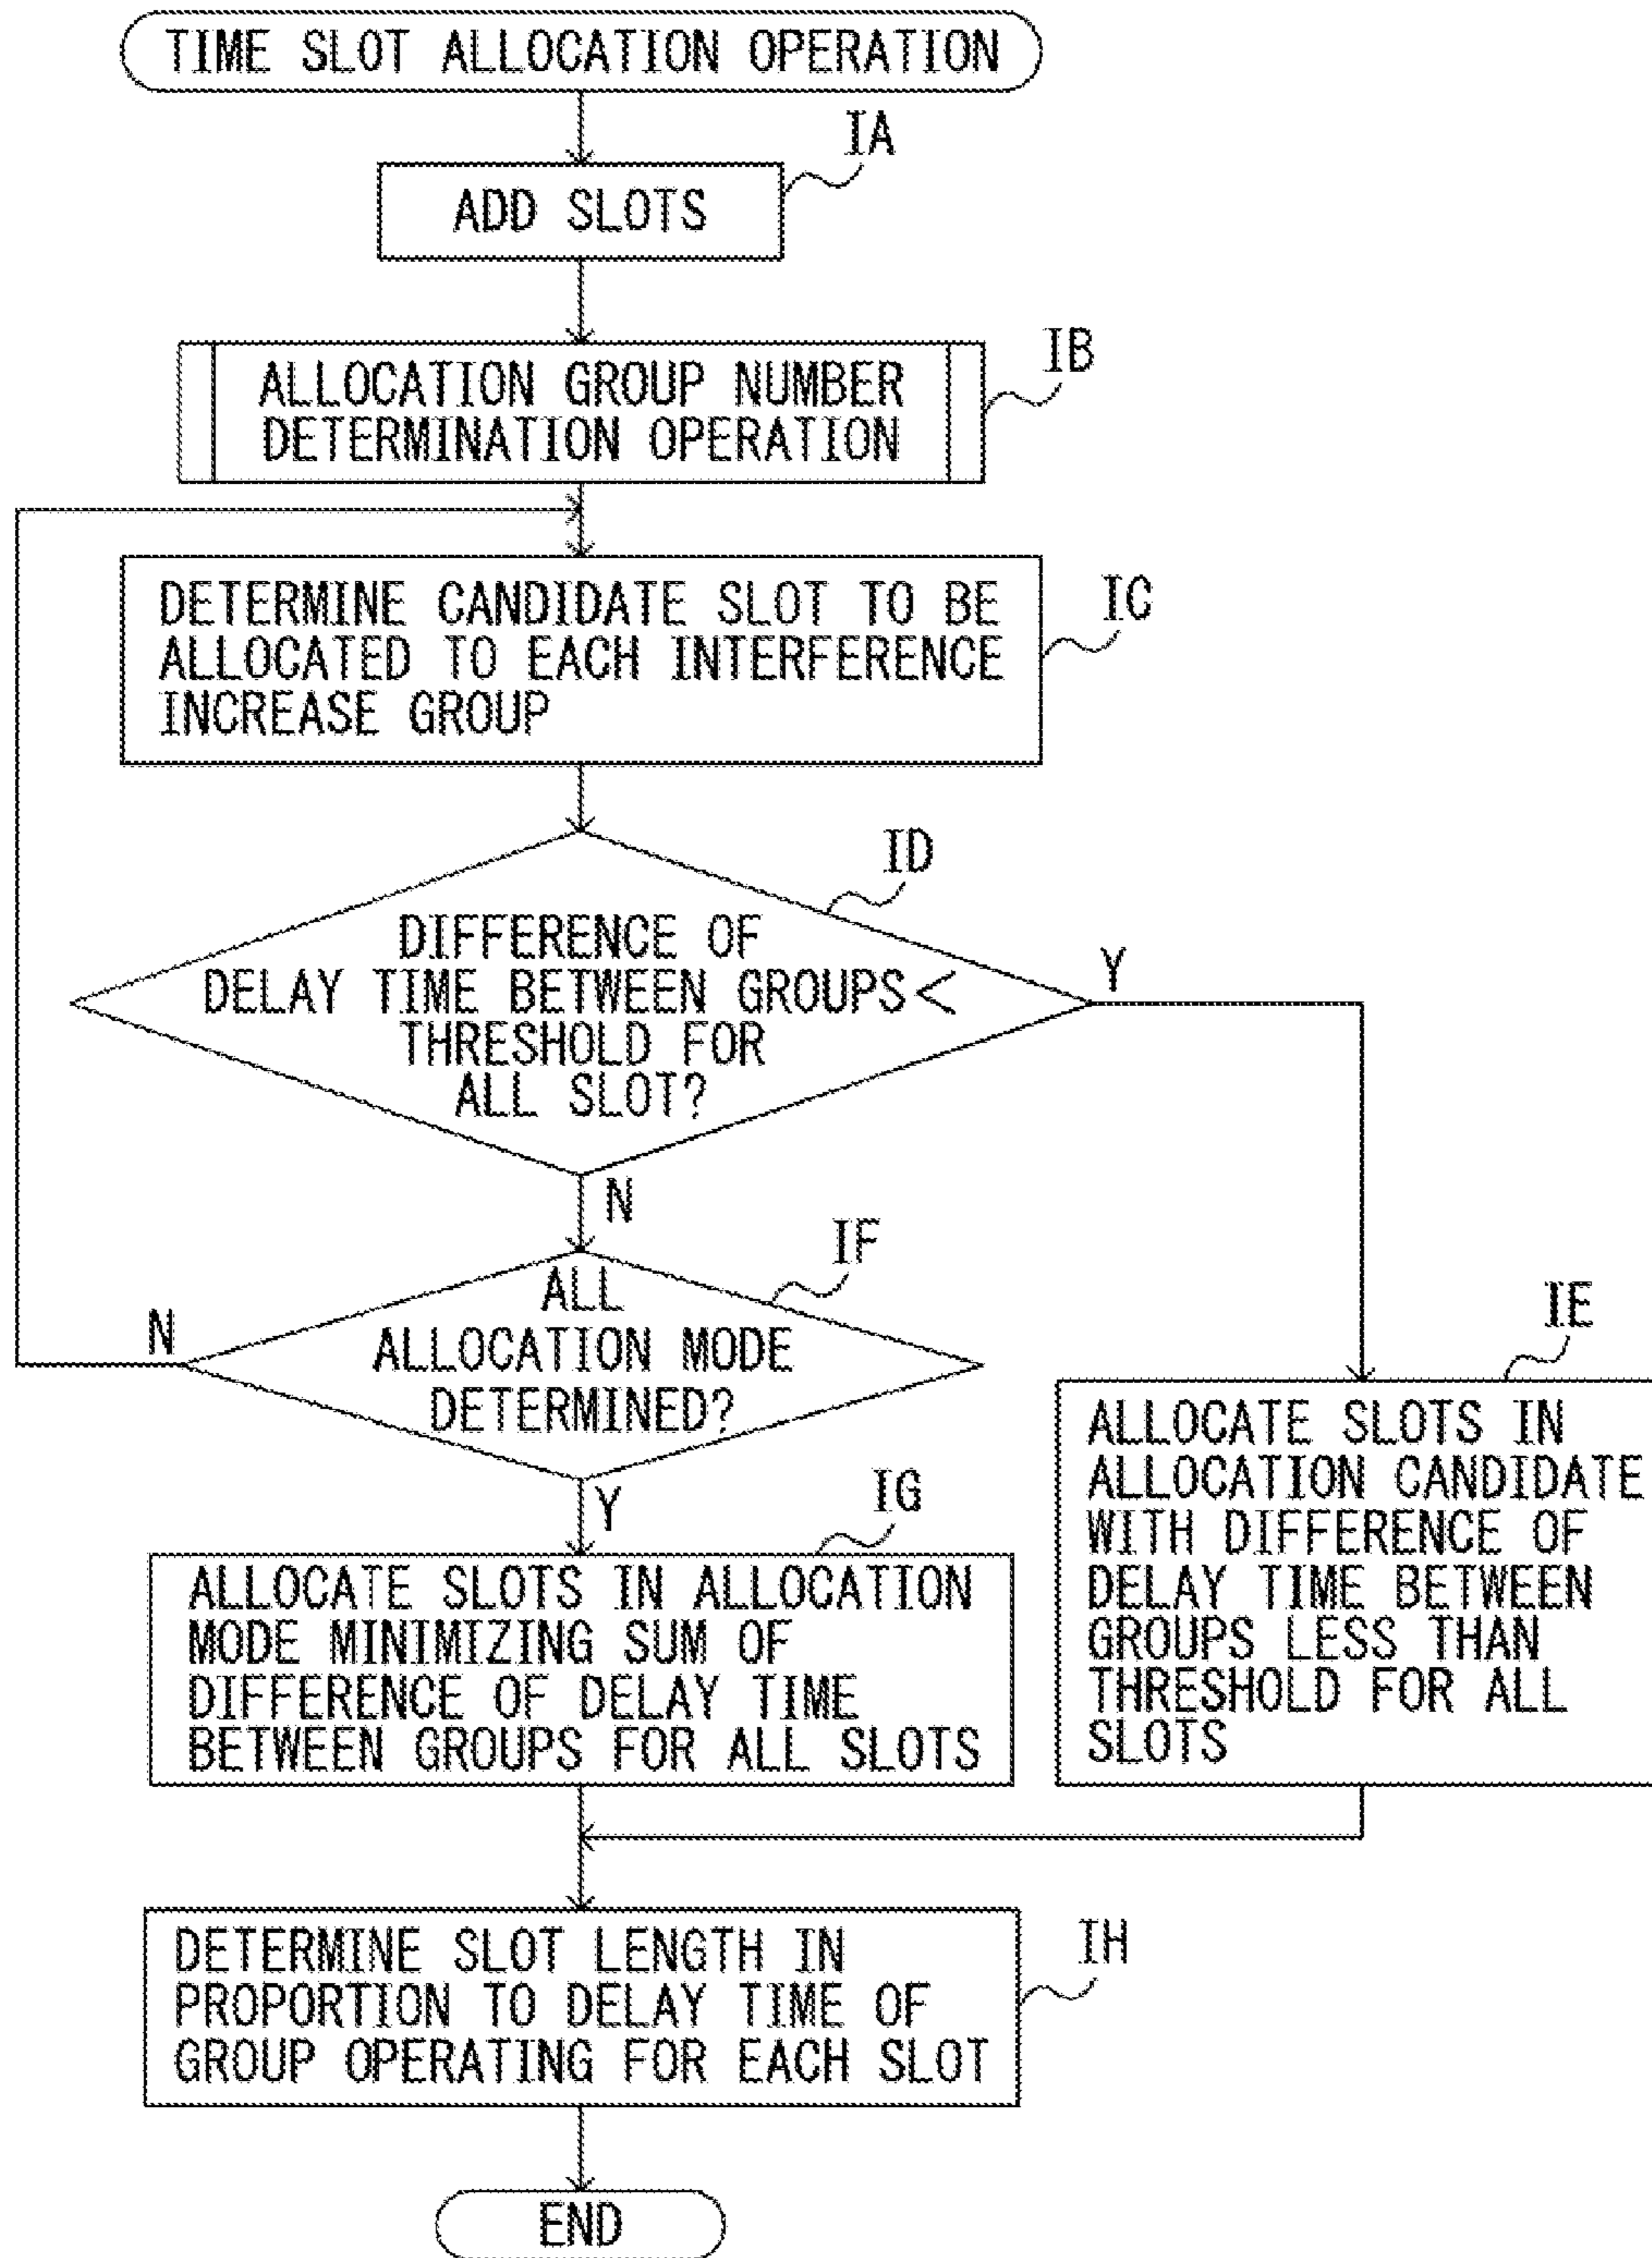 TIME SLOT ALLOCATION OPERATION
IA
ADD SLOTS
IB
ALLOCATION GROUP NUMBER
DETERMINATION OPERATION
IC
DETERMINE CANDIDATE SLOT TO BE
ALLOCATED TO EACH INTERFERENCE
INCREASE GROUP
ID
DIFFERENCE OF
DELAY TIME BETWEEN GROUPS<
THRESHOLD FOR
ALL SLOT?
Y
N
IF
ALL
ALLOCATION MODE
DETERMINED?
N
Y
IE
ALLOCATE SLOTS IN
ALLOCATION CANDIDATE
WITH DIFFERENCE OF
DELAY TIME BETWEEN
GROUPS LESS THAN
THRESHOLD FOR ALL
SLOTS
IG
ALLOCATE SLOTS IN ALLOCATION
MODE MINIMIZING SUM OF
DIFFERENCE OF DELAY TIME
BETWEEN GROUPS FOR ALL SLOTS
IH
DETERMINE SLOT LENGTH IN
PROPORTION TO DELAY TIME OF
GROUP OPERATING FOR EACH SLOT
END